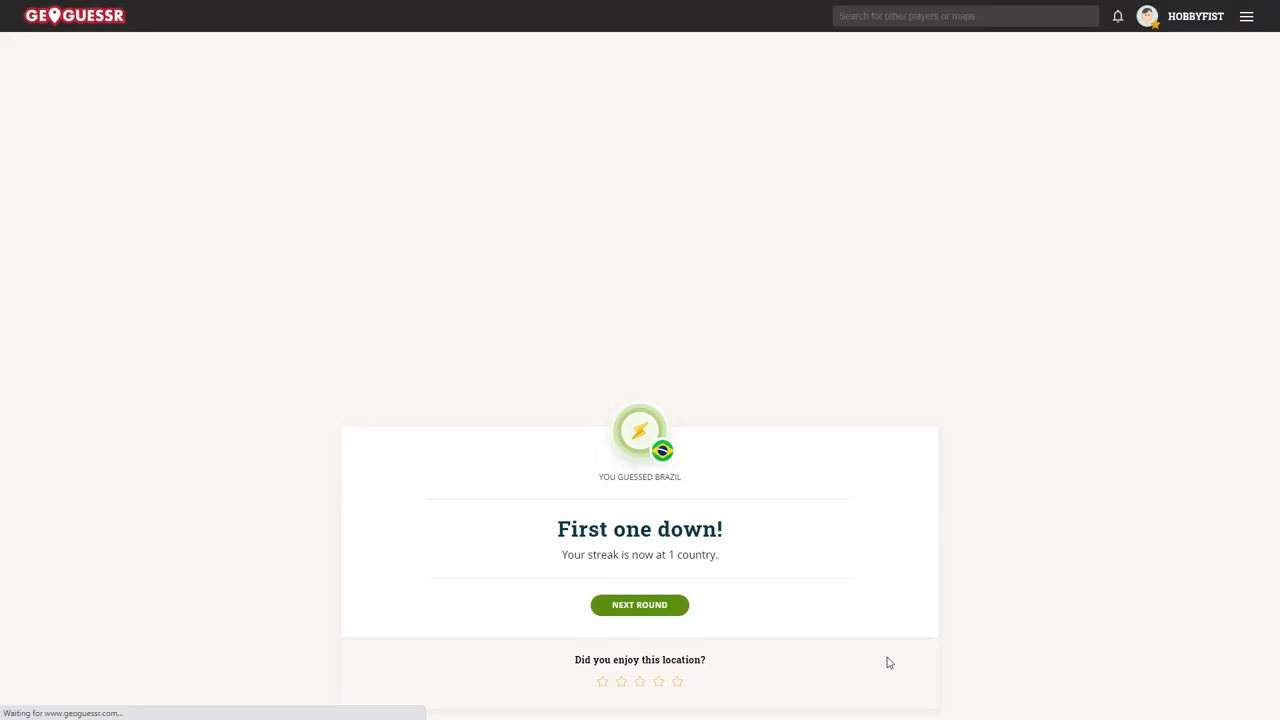 GEOGUESSR
Search for other players or maps
HOBBYFIST
YOU GUESSED BRAZIL
First one down!
Your streak is now at 1 country.
NEXT ROUND
Did you enjoy this location?
Waiting for www.geoguessr.com...